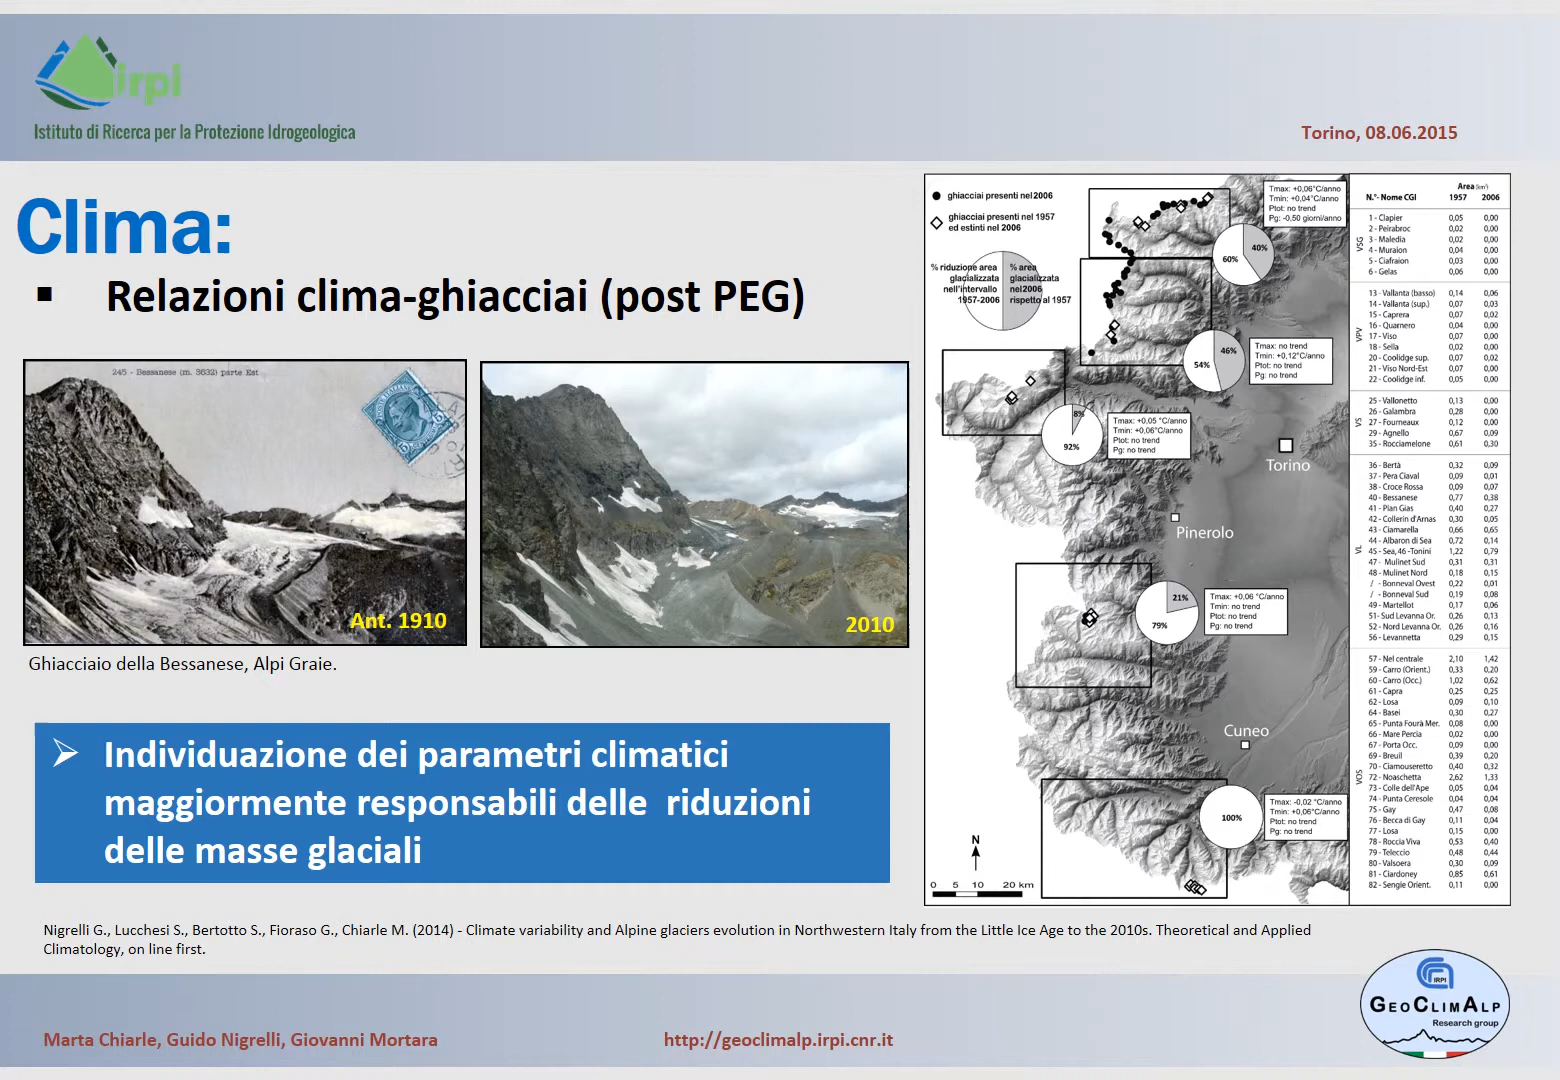 irpi
Istituto di Ricerca per la Protezione Idrogeologica
Torino, 08.06.2015
Clima:
▪ Relazioni clima-ghiacciai (post PEG)
245 - Bessanese (m. 3632) parte Est
Ant. 1910
2010
Ghiacciaio della Bessanese, Alpi Graie.
➢ Individuazione dei parametri climatici
maggiormente responsabili delle riduzioni
delle masse glaciali
ghiacciai presenti nel 2006
ghiacciai presenti nel 1957
ed estinti nel 2006
% riduzione area
glacializzata
nell'intervallo
1957-2006
% area
glacializzata
nel 2006
rispetto al 1957
Tmax: +0,06°C/anno
Tmin: +0,04°C/anno
Ptot: no trend
Pg: -0,50 giorni/anno
40%
60%
Tmax: no trend
Tmin: +0,12°C/anno
Ptot: no trend
Pg: no trend
46%
54%
Tmax: +0,05 °C/anno
Tmin: +0,06°C/anno
Ptot: no trend
Pg: no trend
8%
92%
Torino
Pinerolo
Tmax: +0,06 °C/anno
Tmin: no trend
Ptot: no trend
Pg: no trend
21%
79%
Cuneo
Tmax: -0,02 °C/anno
Tmin: +0,06°C/anno
Ptot: no trend
Pg: no trend
100%
N
0 5 10 20 km
Area (km²)
N.°- Nome CGI 1957 2006
VSG
1 - Clapier 0,05 0,00
2 - Peirabroc 0,02 0,00
3 - Maledia 0,02 0,00
4 - Muraion 0,04 0,00
5 - Ciafraion 0,03 0,00
6 - Gelas 0,06 0,00
VPV
13 - Vallanta (basso) 0,14 0,06
14 - Vallanta (sup.) 0,07 0,03
15 - Caprera 0,07 0,02
16 - Quarnero 0,04 0,00
17 - Viso 0,07 0,00
18 - Sella 0,02 0,00
20 - Coolidge sup. 0,07 0,02
21 - Viso Nord-Est 0,07 0,00
22 - Coolidge inf. 0,05 0,00
VS
25 - Vallonetto 0,13 0,00
26 - Galambra 0,28 0,00
27 - Fourneaux 0,12 0,00
29 - Agnello 0,67 0,09
35 - Rocciamelone 0,61 0,30
VL
36 - Bertà 0,32 0,09
37 - Pera Ciaval 0,09 0,01
38 - Croce Rossa 0,09 0,07
40 - Bessanese 0,77 0,38
41 - Pian Gias 0,40 0,27
42 - Collerin d'Arnas 0,30 0,05
43 - Ciamarella 0,66 0,65
44 - Albaron di Sea 0,72 0,14
45 - Sea, 46 -Tonini 1,22 0,79
47 - Mulinet Sud 0,31 0,31
48 - Mulinet Nord 0,18 0,15
/ - Bonneval Ovest 0,22 0,01
/ - Bonneval Sud 0,19 0,08
49 - Martellot 0,17 0,06
51- Sud Levanna Or. 0,26 0,13
52 - Nord Levanna Or. 0,26 0,16
56 - Levannetta 0,29 0,15
VOS
57 - Nel centrale 2,10 1,42
59 - Carro (Orient.) 0,33 0,20
60 - Carro (Occ.) 1,02 0,62
61 - Capra 0,25 0,25
62 - Losa 0,09 0,10
64 - Basei 0,30 0,27
65 - Punta Fourà Mer. 0,08 0,00
66 - Mare Percia 0,02 0,00
67 - Porta Occ. 0,09 0,00
69 - Breuil 0,39 0,20
70 - Ciamouseretto 0,40 0,32
72 - Noaschetta 2,62 1,33
73 - Colle dell'Ape 0,05 0,04
74 - Punta Ceresole 0,04 0,04
75 - Gay 0,47 0,08
76 - Becca di Gay 0,11 0,04
77 - Losa 0,15 0,00
78 - Roccia Viva 0,53 0,40
79 - Teleccio 0,48 0,44
80 - Valsoera 0,30 0,09
81 - Ciardoney 0,85 0,61
82 - Sengie Orient. 0,11 0,00
Nigrelli G., Lucchesi S., Bertotto S., Fioraso G., Chiarle M. (2014) - Climate variability and Alpine glaciers evolution in Northwestern Italy from the Little Ice Age to the 2010s. Theoretical and Applied
Climatology, on line first.
IRPI
GEOCLIMALP
Research group
Marta Chiarle, Guido Nigrelli, Giovanni Mortara
http://geoclimalp.irpi.cnr.it